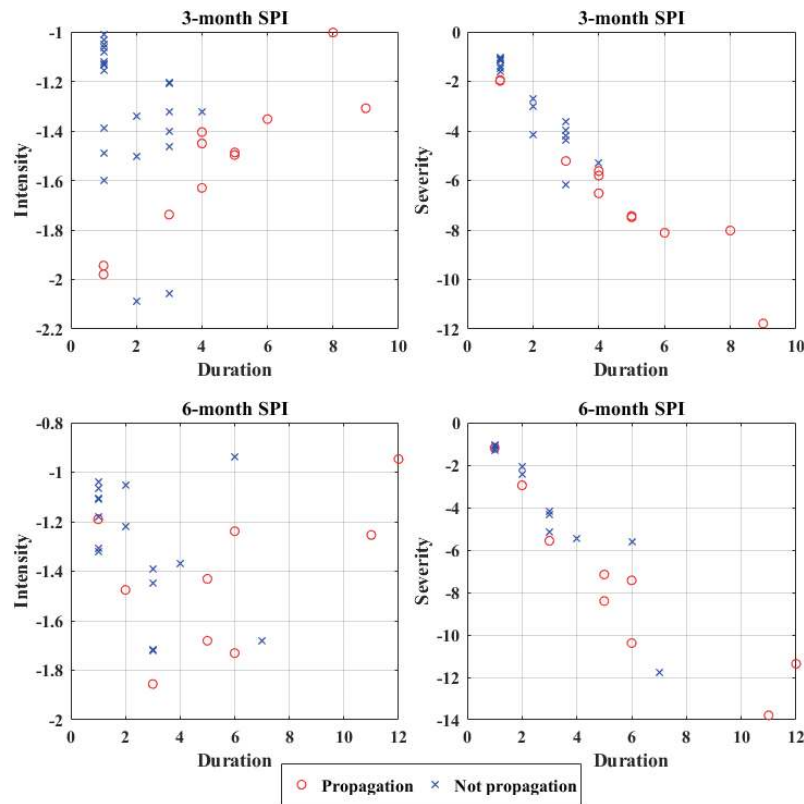 3-month SPI
-1
-1.2
-1.4
-1.6
-1.8
-2
-2.2
0 2 4 6 8 10
Intensity
Duration
3-month SPI
0
-2
-4
-6
-8
-10
-12
0 2 4 6 8 10
Severity
Duration
6-month SPI
-0.8
-1
-1.2
-1.4
-1.6
-1.8
-2
0 2 4 6 8 10 12
Intensity
Duration
6-month SPI
0
-2
-4
-6
-8
-10
-12
-14
0 2 4 6 8 10 12
Severity
Duration
Propagation Not propagation